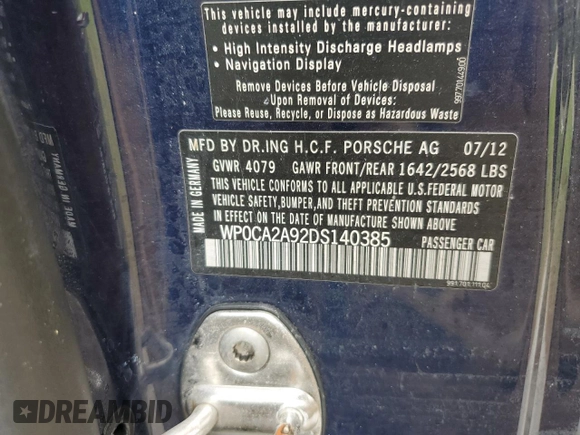 This vehicle may include mercury-containing
devices installed by the manufacturer:
• High Intensity Discharge Headlamps
• Navigation Display
Remove Devices Before Vehicle Disposal
Upon Removal of Devices:
Please Reuse, Recycle, or Dispose as Hazardous Waste
MFD BY DR.ING H.C.F. PORSCHE AG 07/12
GVWR 4079 GAWR FRONT/REAR 1642/2568 LBS
THIS VEHICLE CONFORMS TO ALL APPLICABLE U.S.FEDERAL MOTOR
VEHICLE SAFETY,BUMPER,AND THEFT PREVENTION STANDARDS
IN EFFECT ON THE DATE OF MANUFACTURE SHOWN ABOVE
WP0CA2A92DS140385 PASSENGER CAR
MADE IN GERMANY
DREAMBID